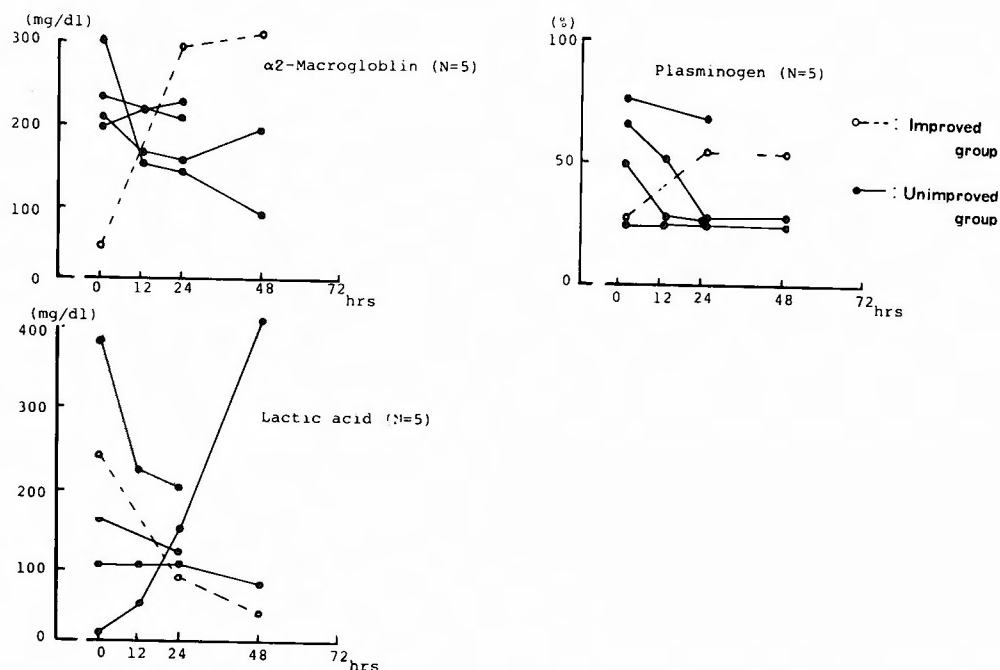 (mg/dl)
300
200
100
0
0 12 24 48 72 hrs
α2-Macrogloblin (N=5)
(%)
100
50
0
0 12 24 48 72 hrs
Plasminogen (N=5)
: Improved
group
: Unimproved
group
(mg/dl)
400
300
200
100
0
0 12 24 48 72 hrs
Lactic acid (N=5)